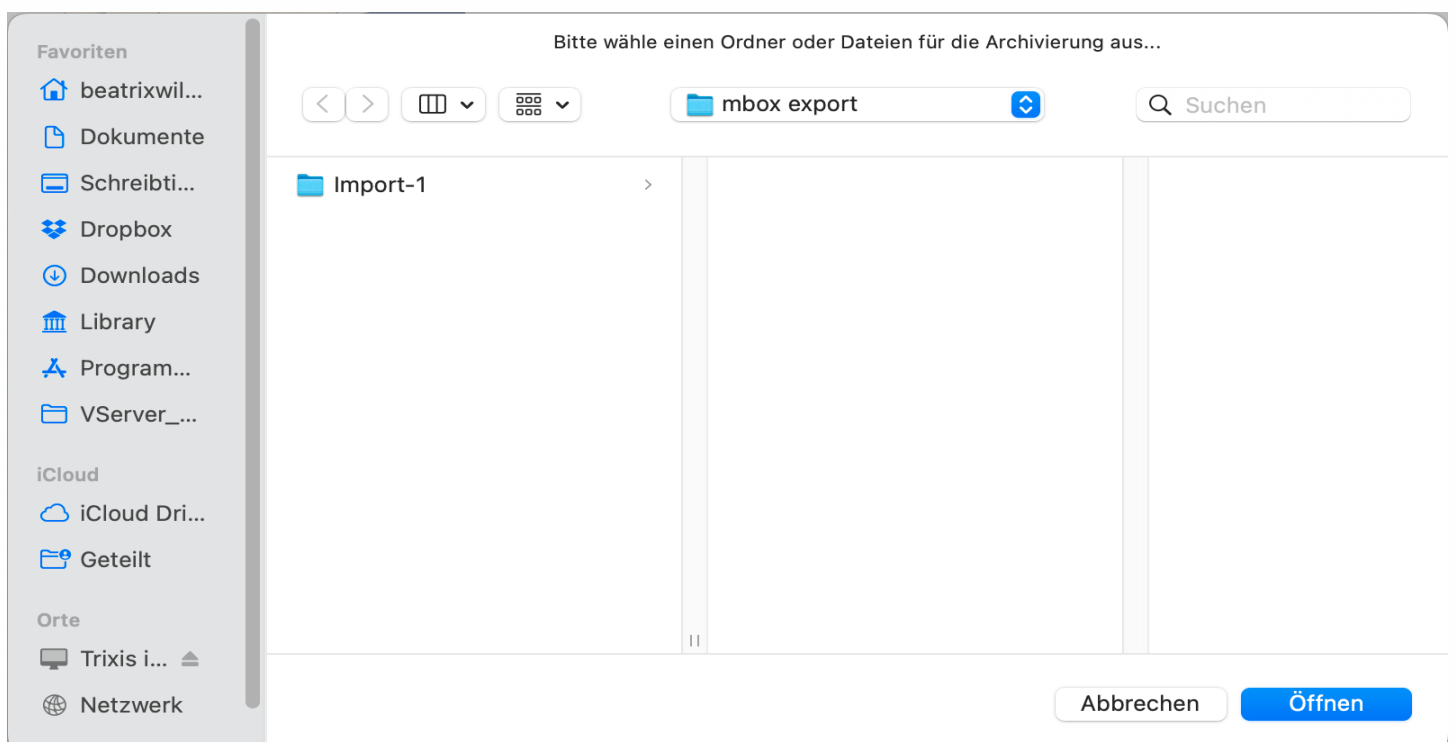 Bitte wähle einen Ordner oder Dateien für die Archivierung aus...
Favoriten
beatrixwil...
Dokumente
Schreibti...
Dropbox
Downloads
Library
Program...
VServer_...
iCloud
iCloud Dri...
Geteilt
Orte
Trixis i...
Netzwerk
mbox export
Suchen
Import-1
Abbrechen
Öffnen